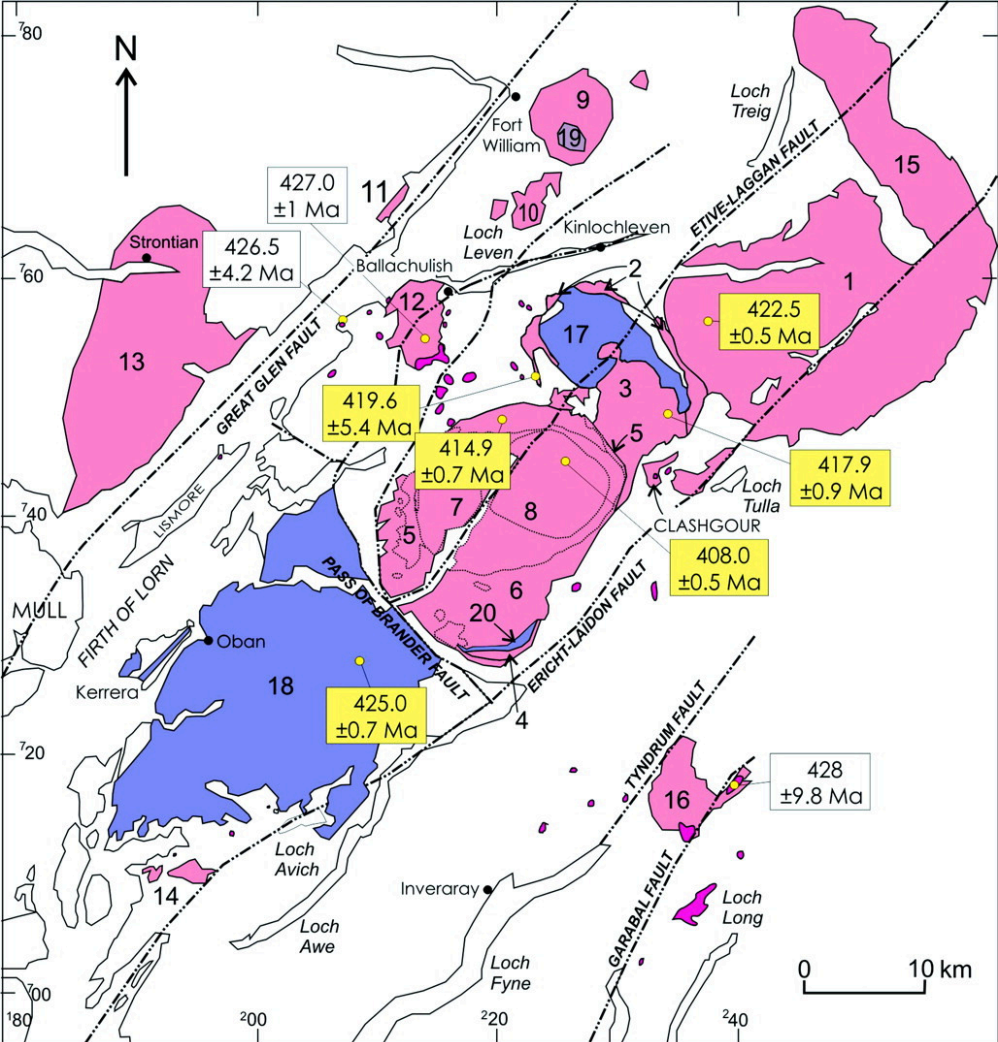 ⁷80
N
9
Loch
Treig
Fort
William
19
ETIVE-LAGGAN FAULT
15
427.0
±1 Ma
11
10
Loch
Leven
Kinlochleven
Strontian
426.5
±4.2 Ma
⁷60
Ballachulish
2
12
1
17
422.5
±0.5 Ma
13
GREAT GLEN FAULT
3
419.6
±5.4 Ma
5
414.9
±0.7 Ma
417.9
±0.9 Ma
LISMORE
7
8
Loch
Tulla
⁷40
5
CLASHGOUR
408.0
±0.5 Ma
PASS OF BRANDER FAULT
6
FIRTH OF LORN
MULL
20
Oban
ERICHT-LAIDON FAULT
Kerrera
18
425.0
±0.7 Ma
4
⁷20
TYNDRUM FAULT
428
±9.8 Ma
16
Loch
Avich
14
Inveraray
Loch
Long
GARABAL FAULT
Loch
Awe
Loch
Fyne
0
10 km
⁷00
¹80
²00
²20
²40